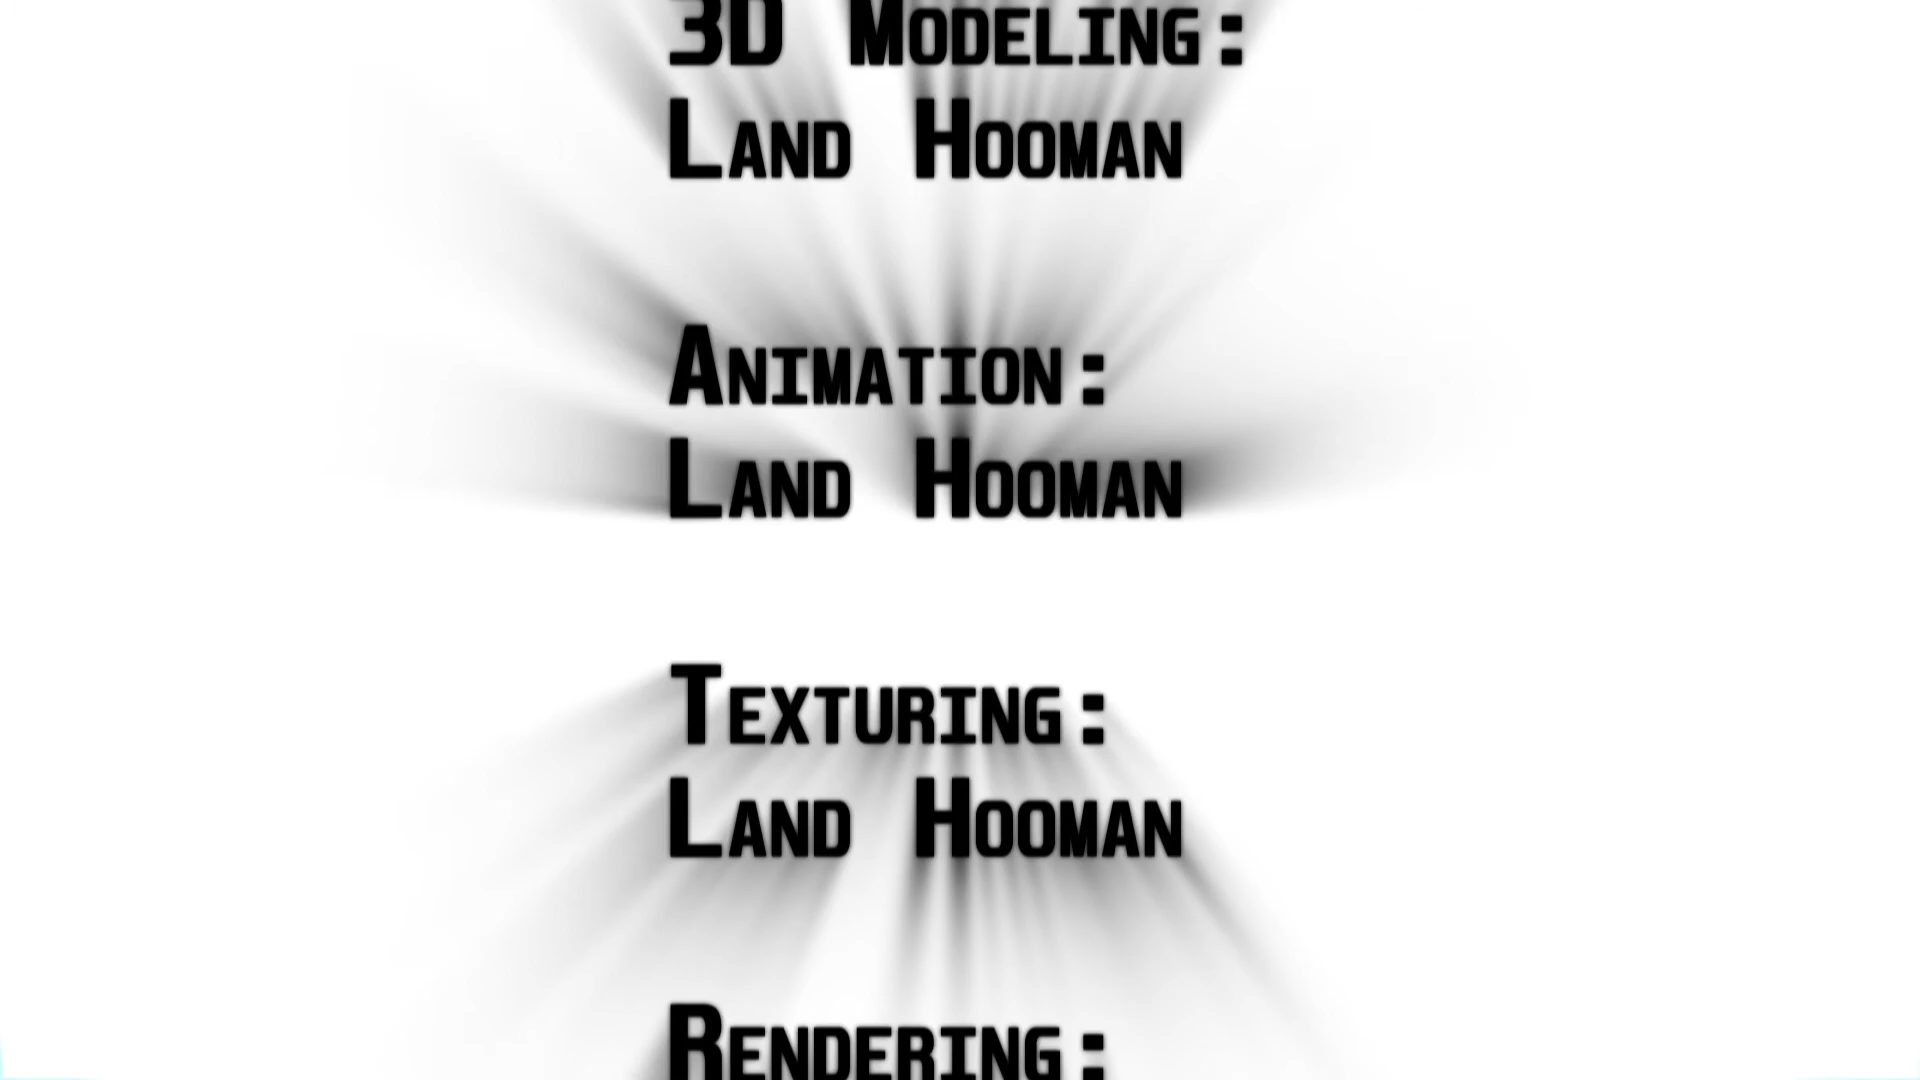 3D Modeling:
Land Hooman
Animation:
Land Hooman
Texturing:
Land Hooman
Rendering: